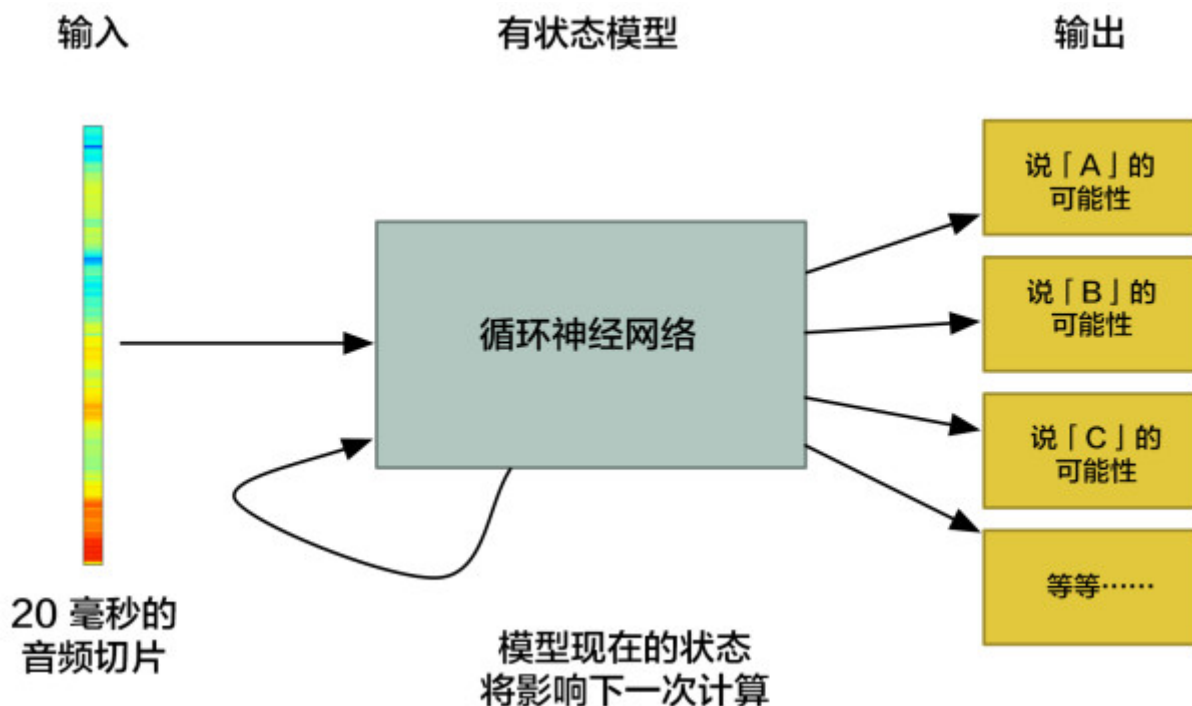 输入
有状态模型
输出
说「A」的
可能性
说「B」的
可能性
循环神经网络
说「C」的
可能性
等等……
20 毫秒的
音频切片
模型现在的状态
将影响下一次计算